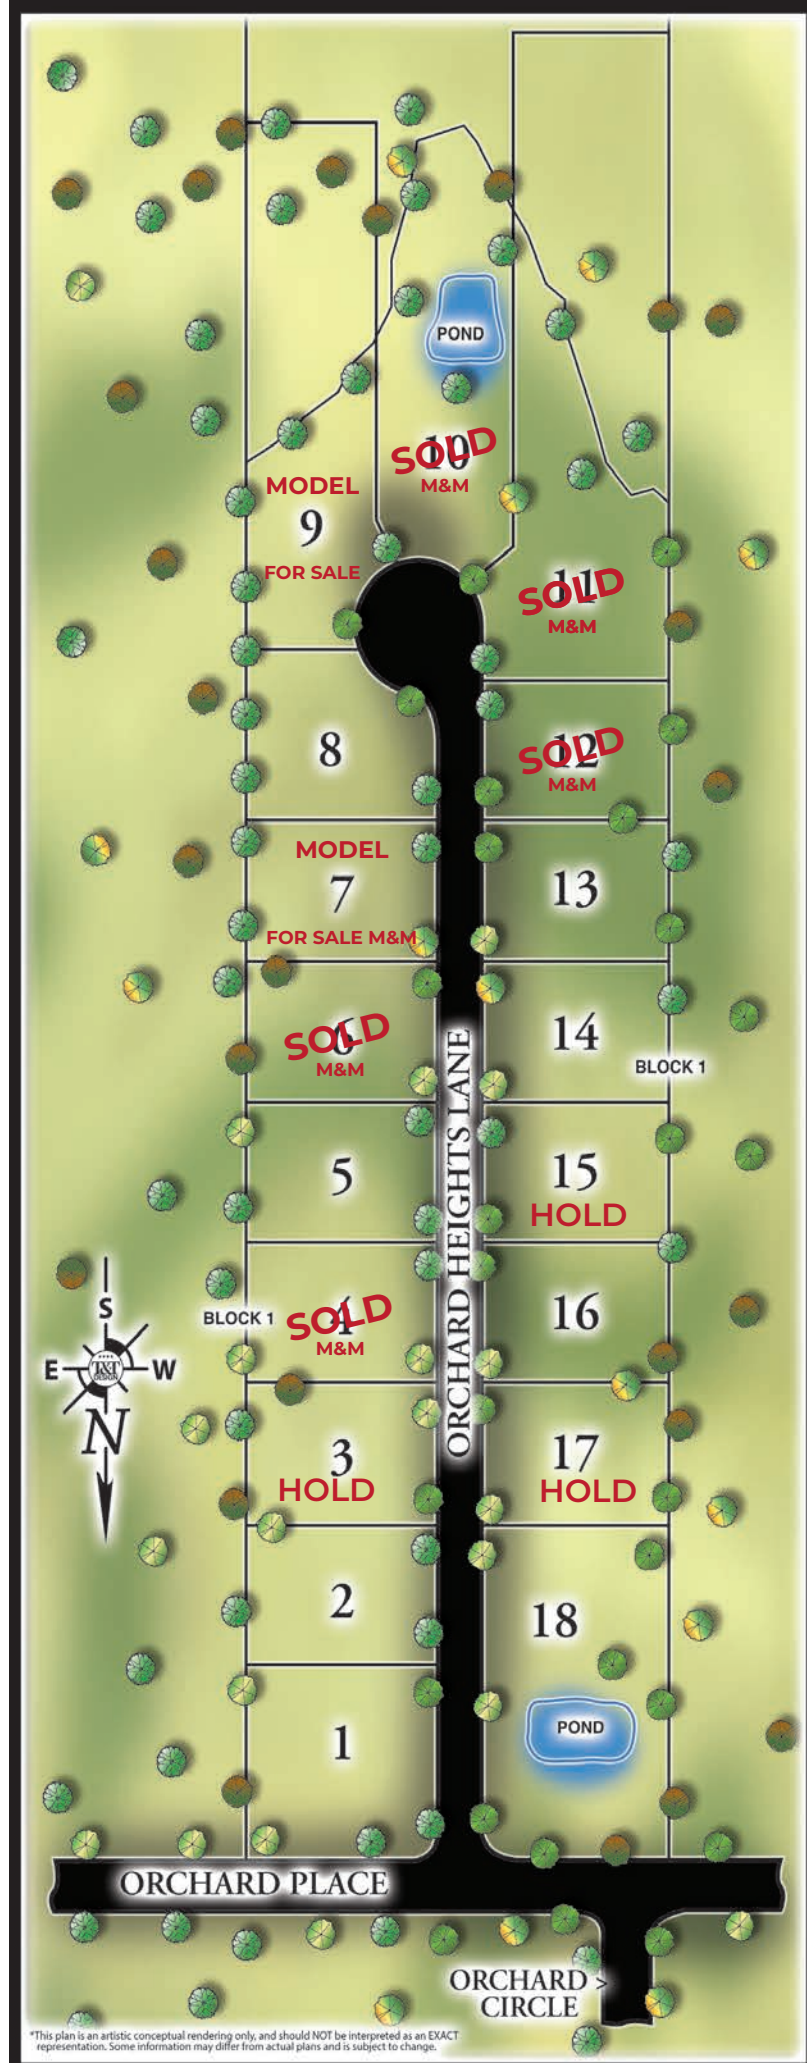 POND
SOLD
10
M&M
MODEL
9
FOR SALE
SOLD
11
M&M
8
SOLD
12
M&M
MODEL
7
FOR SALE M&M
13
SOLD
6
M&M
14
BLOCK 1
ORCHARD HEIGHTS LANE
5
15
HOLD
S
E
W
N
T&T
DESIGN
BLOCK 1
SOLD
4
M&M
16
3
HOLD
17
HOLD
2
18
POND
1
ORCHARD PLACE
ORCHARD >
CIRCLE
*This plan is an artistic conceptual rendering only, and should NOT be interpreted as an EXACT
representation. Some information may differ from actual plans and is subject to change.